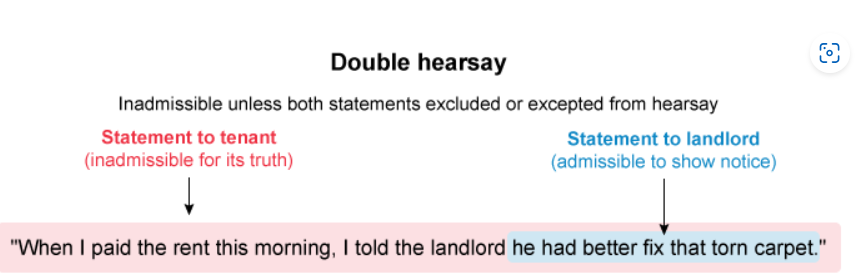 Double hearsay
Inadmissible unless both statements excluded or excepted from hearsay
Statement to tenant
(inadmissible for its truth)
Statement to landlord
(admissible to show notice)
"When I paid the rent this morning, I told the landlord he had better fix that torn carpet."